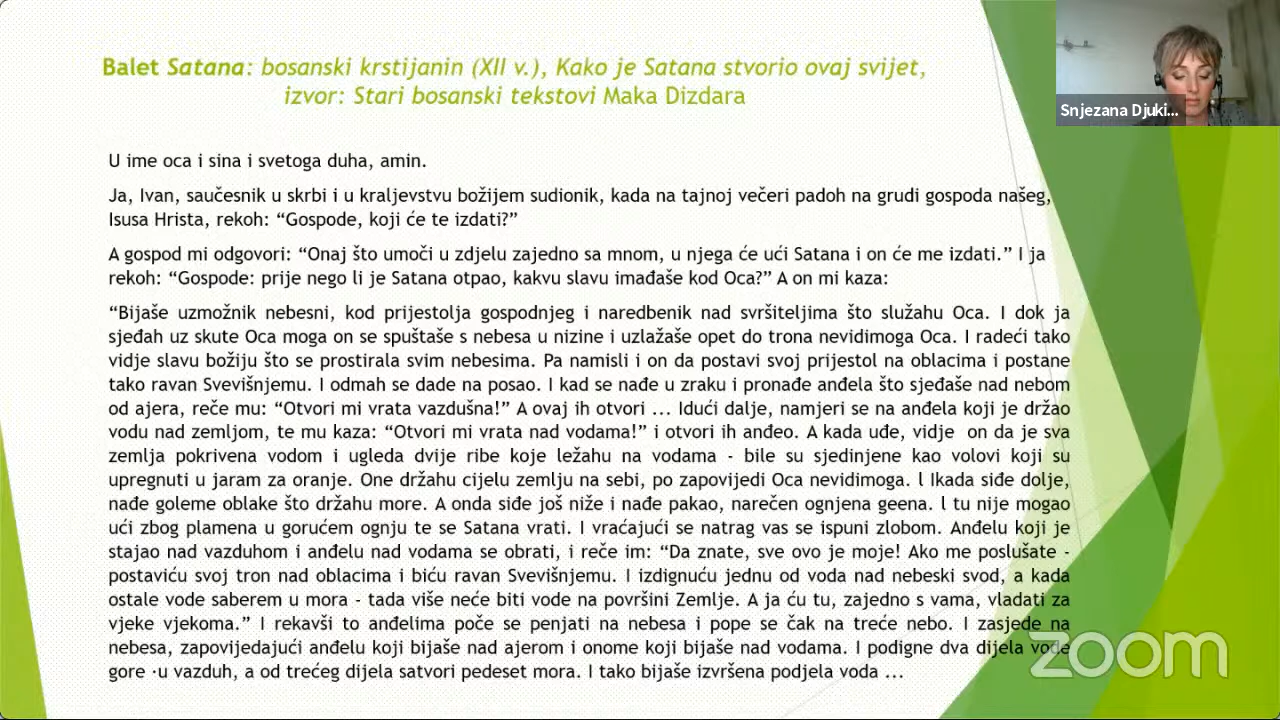 Balet Satana: bosanski krstijanin (XII v.), Kako je Satana stvorio ovaj svijet,
izvor: Stari bosanski tekstovi Maka Dizdara
Snjezana Djuki...
U ime oca i sina i svetoga duha, amin.
Ja, Ivan, saučesnik u skrbi i u kraljevstvu božijem sudionik, kada na tajnoj večeri padoh na grudi gospoda našeg,
Isusa Hrista, rekoh: “Gospode, koji će te izdati?”
A gospod mi odgovori: “Onaj što umoči u zdjelu zajedno sa mnom, u njega će ući Satana i on će me izdati.” I ja
rekoh: “Gospode: prije nego li je Satana otpao, kakvu slavu imađaše kod Oca?” A on mi kaza:
“Bijaše uzmožnik nebesni, kod prijestolja gospodnjeg i naredbenik nad svršiteljima što služahu Oca. I dok ja
sjeđah uz skute Oca moga on se spuštaše s nebesa u nizine i uzlažaše opet do trona nevidimoga Oca. I radeći tako
vidje slavu božiju što se prostirala svim nebesima. Pa namisli i on da postavi svoj prijestol na oblacima i postane
tako ravan Svevišnjemu. I odmah se dade na posao. I kad se nađe u zraku i pronađe anđela što sjeđaše nad nebom
od ajera, reče mu: “Otvori mi vrata vazdušna!” A ovaj ih otvori ... Idući dalje, namjeri se na anđela koji je držao
vodu nad zemljom, te mu kaza: “Otvori mi vrata nad vodama!” i otvori ih anđeo. A kada uđe, vidje on da je sva
zemlja pokrivena vodom i ugleda dvije ribe koje ležahu na vodama - bile su sjedinjene kao volovi koji su
upregnuti u jaram za oranje. One držahu cijelu zemlju na sebi, po zapovijedi Oca nevidimoga. l Ikada siđe dolje,
nađe goleme oblake što držahu more. A onda siđe još niže i nađe pakao, narečen ognjena geena. l tu nije mogao
ući zbog plamena u gorućem ognju te se Satana vrati. I vraćajući se natrag vas se ispuni zlobom. Anđelu koji je
stajao nad vazduhom i anđelu nad vodama se obrati, i reče im: “Da znate, sve ovo je moje! Ako me poslušate -
postaviću svoj tron nad oblacima i biću ravan Svevišnjemu. I izdignuću jednu od voda nad nebeski svod, a kada
ostale vode saberem u mora - tada više neće biti vode na površini Zemlje. A ja ću tu, zajedno s vama, vladati za
vjeke vjekoma.” I rekavši to anđelima poče se penjati na nebesa i pope se čak na treće nebo. I zasjede na
nebesa, zapovijedajući anđelu koji bijaše nad ajerom i onome koji bijaše nad vodama. I podigne dva dijela vode
gore ·u vazduh, a od trećeg dijela satvori pedeset mora. I tako bijaše izvršena podjela voda ...
zoom